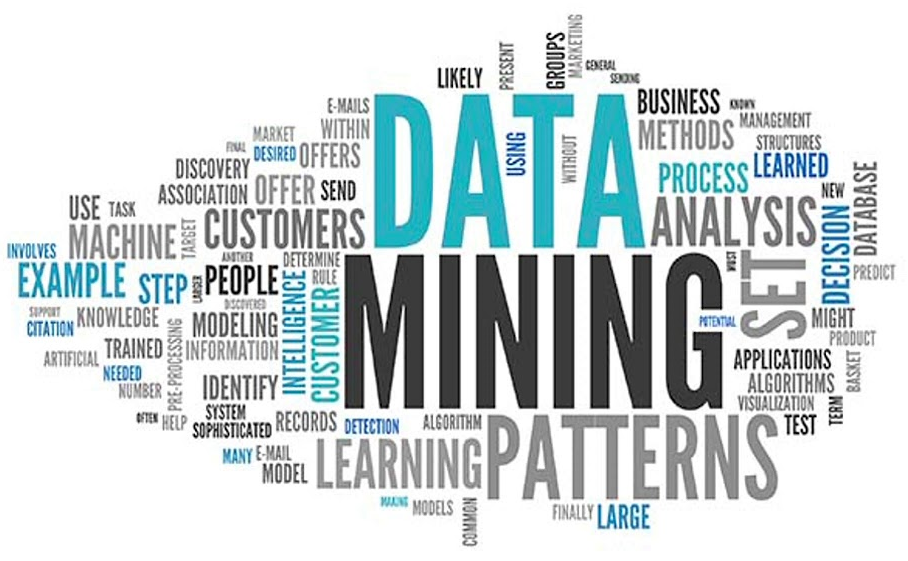 LIKELY
PRESENT
GROUPS
MARKETING
GENERAL
SENDING
E-MAILS
WITHIN
DATA
USING
WITHOUT
BUSINESS
KNOWN
METHODS
MANAGEMENT
FINAL
MARKET
DESIRED
OFFERS
STRUCTURES
DISCOVERY
PROCESS
LEARNED
ASSOCIATION
OFFER
SEND
NEW
DATABASE
USE
TASK
TARGET
CUSTOMERS
ANALYSIS
DECISION
MACHINE
INVOLVES
ANOTHER
DETERMINE
MINING
MUST
SET
PREDICT
EXAMPLE
STEP
LARGER
PEOPLE
INTELLIGENCE
RULE
DISCOVERED
CUSTOMER
SUPPORT
CITATION
KNOWLEDGE
MODELING
POTENTIAL
MIGHT
PRODUCT
ARTIFICIAL
TRAINED
PRE-PROCESSING
INFORMATION
APPLICATIONS
BASKET
NEEDED
NUMBER
IDENTIFY
ALGORITHMS
VISUALIZATION
TERM
OFTEN
HELP
SYSTEM
SOPHISTICATED
RECORDS
DETECTION
ALGORITHM
PATTERNS
TEST
MANY
E-MAIL
MODEL
LEARNING
MAKING
MODELS
COMMON
FINALLY
LARGE